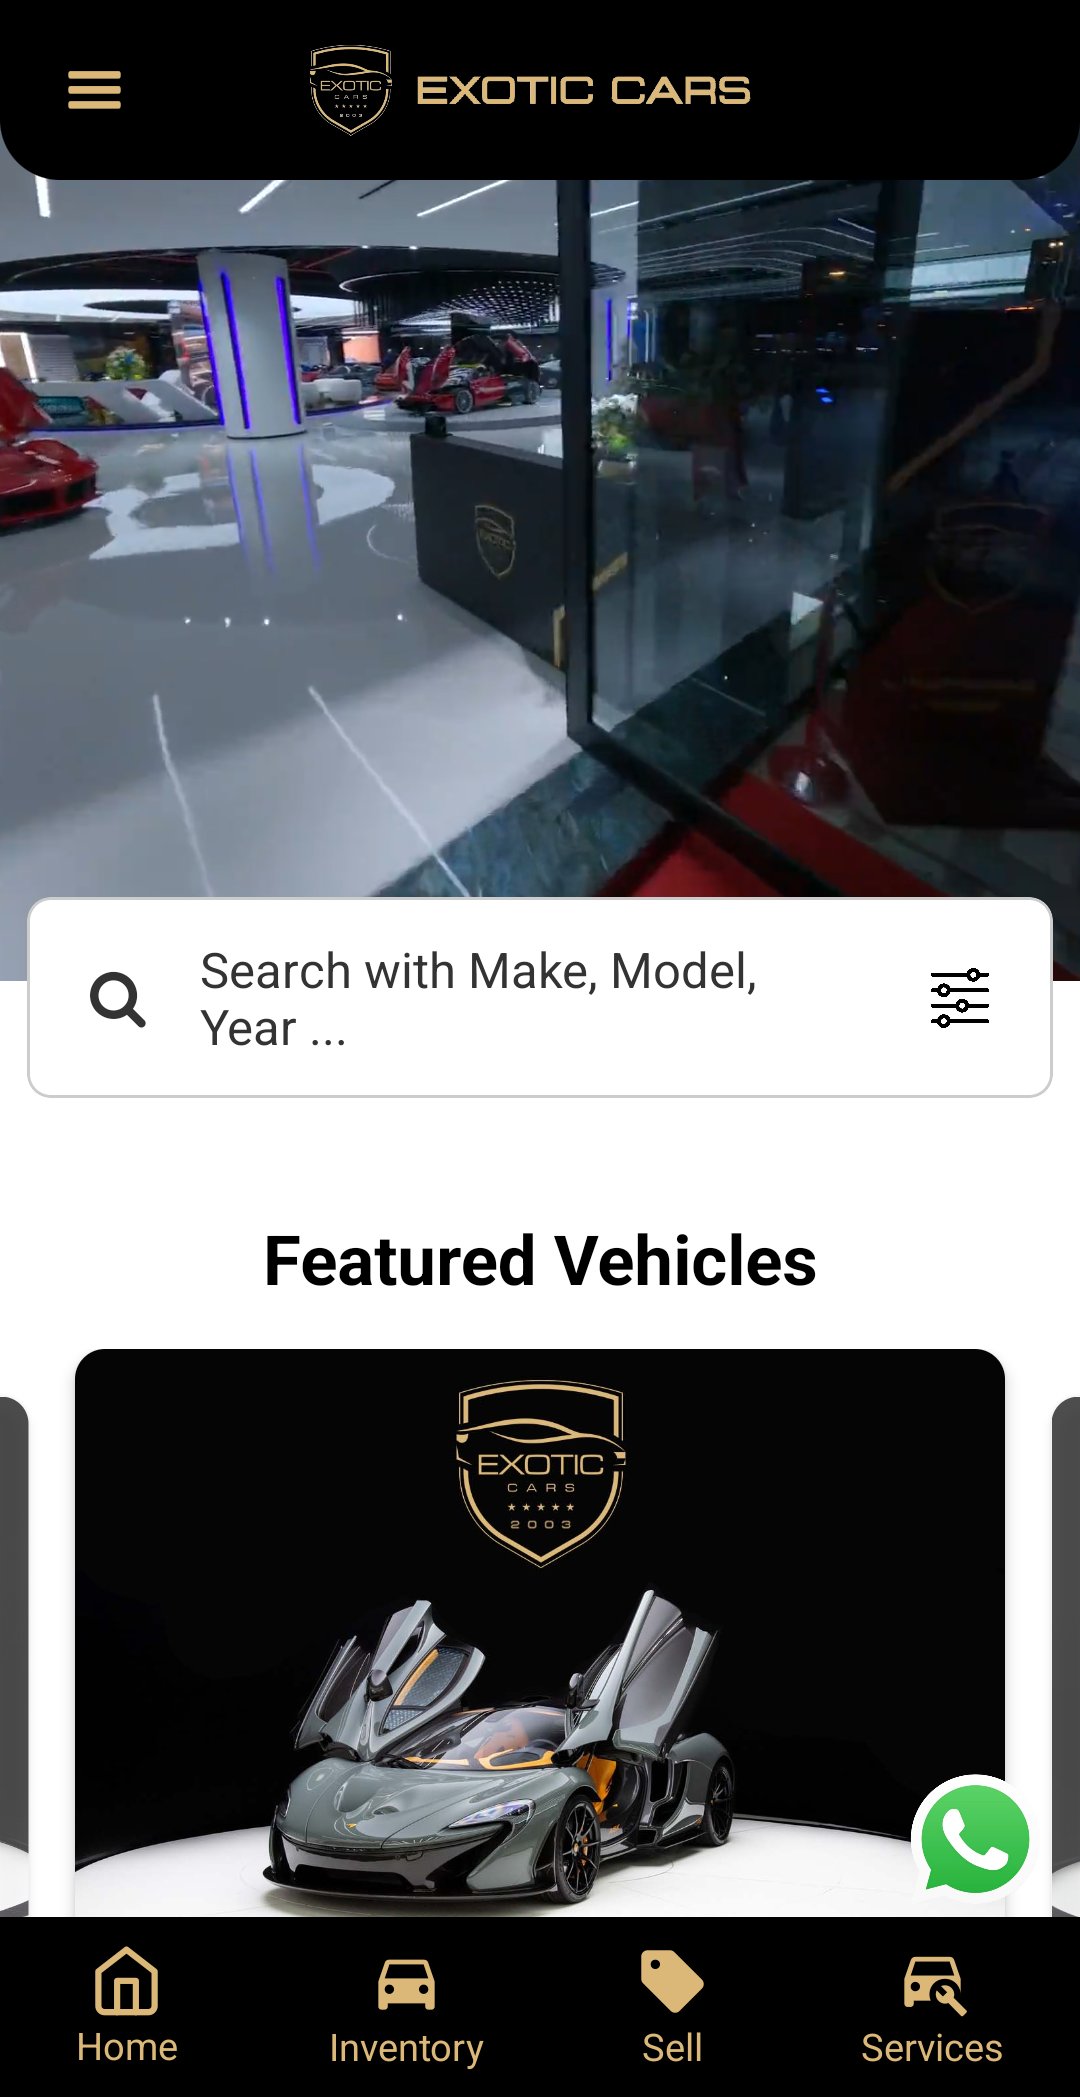 EXOTIC
CARS
2003
EXOTIC CARS
Search with Make, Model,
Year ...
Featured Vehicles
EXOTIC
CARS
2003
Home
Inventory
Sell
Services